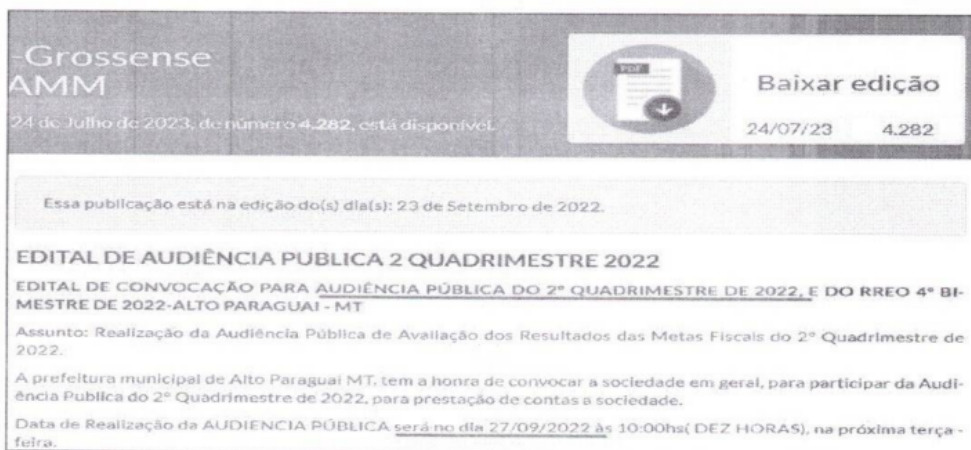 -Grossense
AMM
24 de Julho de 2023, de número 4.282, está disponível.
PDF
Baixar edição
24/07/23 4.282
Essa publicação está na edição do(s) dia(s): 23 de Setembro de 2022.
EDITAL DE AUDIÊNCIA PUBLICA 2 QUADRIMESTRE 2022
EDITAL DE CONVOCAÇÃO PARA AUDIÊNCIA PÚBLICA DO 2° QUADRIMESTRE DE 2022, E DO RREO 4° BI-
MESTRE DE 2022-ALTO PARAGUAI - MT
Assunto: Realização da Audiência Pública de Avaliação dos Resultados das Metas Fiscais do 2° Quadrimestre de
2022.
A prefeitura municipal de Alto Paraguai MT, tem a honra de convocar a sociedade em geral, para participar da Audi-
ência Publica do 2° Quadrimestre de 2022, para prestação de contas a sociedade.
Data de Realização da AUDIENCIA PÚBLICA será no dia 27/09/2022 às 10:00hs( DEZ HORAS), na próxima terça -
feira.